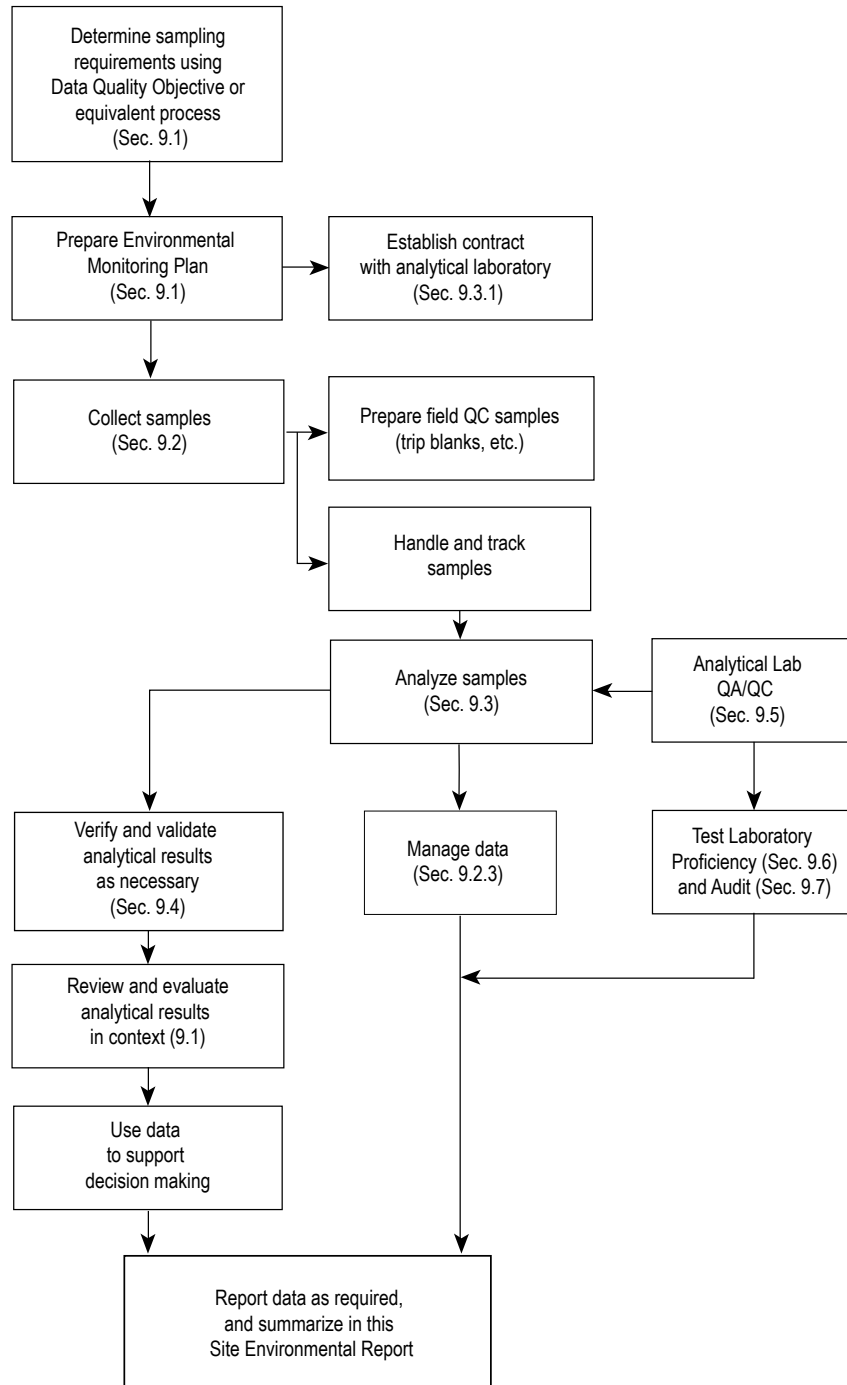 Determine sampling
requirements using
Data Quality Objective or
equivalent process
(Sec. 9.1)
Prepare Environmental
Monitoring Plan
(Sec. 9.1)
Establish contract
with analytical laboratory
(Sec. 9.3.1)
Collect samples
(Sec. 9.2)
Prepare field QC samples
(trip blanks, etc.)
Handle and track
samples
Analyze samples
(Sec. 9.3)
Analytical Lab
QA/QC
(Sec. 9.5)
Verify and validate
analytical results
as necessary
(Sec. 9.4)
Manage data
(Sec. 9.2.3)
Test Laboratory
Proficiency (Sec. 9.6)
and Audit (Sec. 9.7)
Review and evaluate
analytical results
in context (9.1)
Use data
to support
decision making
Report data as required,
and summarize in this
Site Environmental Report